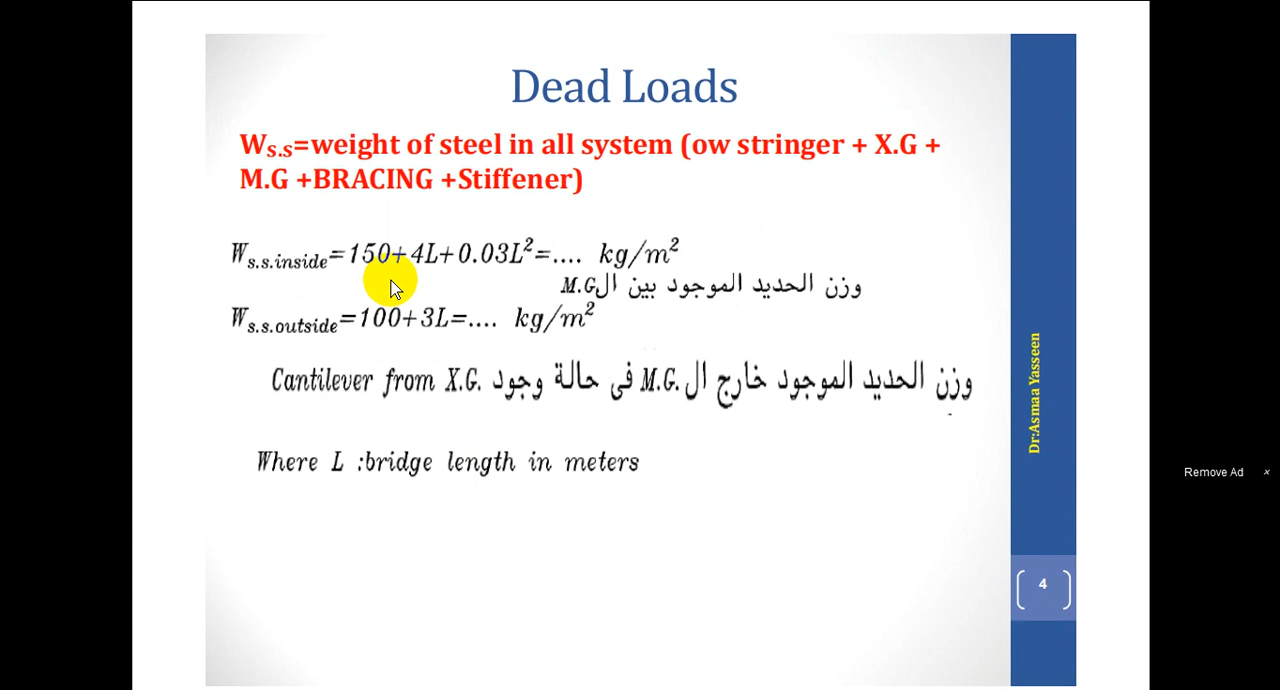 Dead Loads
Ws.s=weight of steel in all system (ow stringer + X.G +
M.G +BRACING +Stiffener)
Ws.s.inside=150+4L+0.03L²=.... kg/m²
وزن الحديد الموجود بين ال M.G
Ws.s.outside=100+3L=.... kg/m²
وزن الحديد الموجود خارج ال M.G. فى حالة وجود Cantilever from X.G.
Where L :bridge length in meters
Dr:Asmaa Yasseen
4
Remove Ad ×